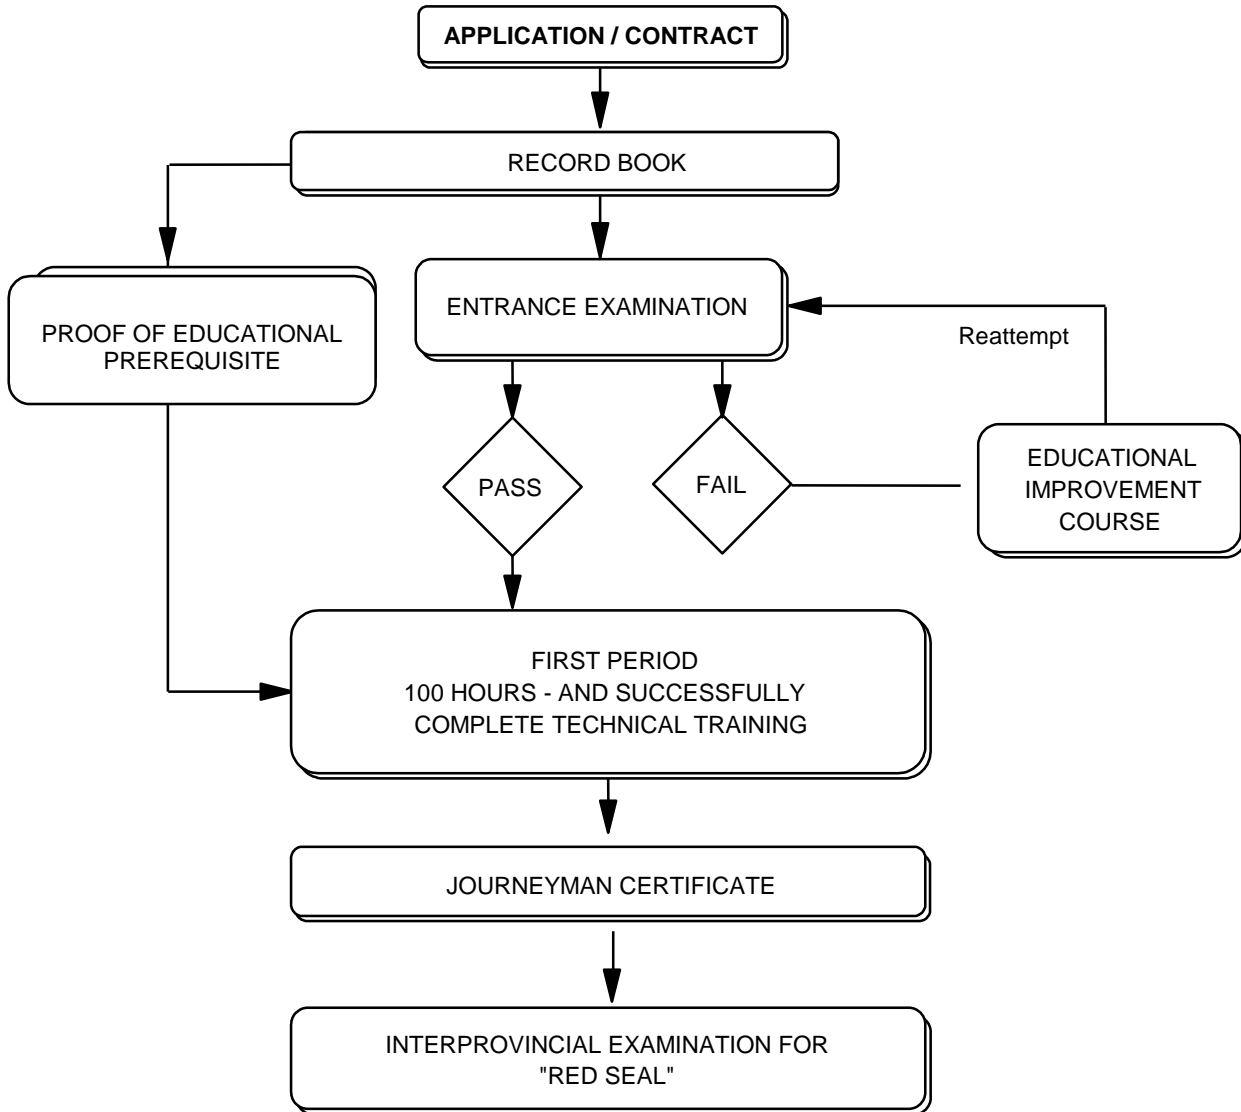 APPLICATION / CONTRACT
RECORD BOOK
PROOF OF EDUCATIONAL
PREREQUISITE
ENTRANCE EXAMINATION
Reattempt
PASS
FAIL
EDUCATIONAL
IMPROVEMENT
COURSE
FIRST PERIOD
100 HOURS - AND SUCCESSFULLY
COMPLETE TECHNICAL TRAINING
JOURNEYMAN CERTIFICATE
INTERPROVINCIAL EXAMINATION FOR
"RED SEAL"